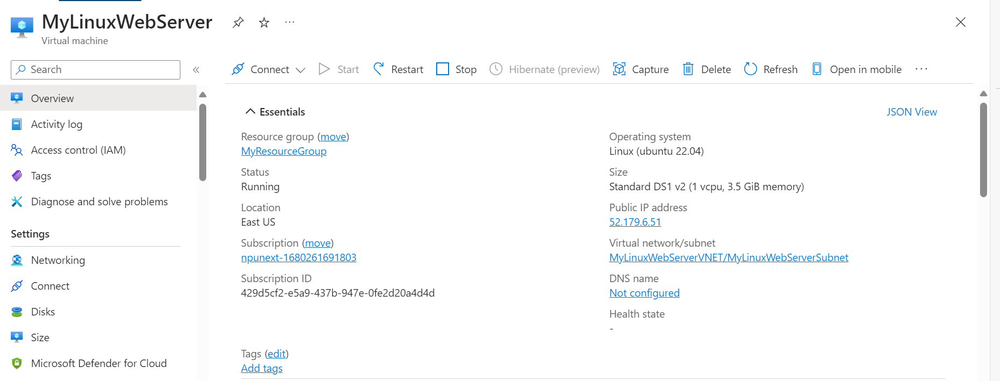 MyLinuxWebServer
Virtual machine
Search
Overview
Activity log
Access control (IAM)
Tags
Diagnose and solve problems
Settings
Networking
Connect
Disks
Size
Microsoft Defender for Cloud
Connect Start Restart Stop Hibernate (preview) Capture Delete Refresh Open in mobile
Essentials
JSON View
Resource group (move)
MyResourceGroup
Status
Running
Location
East US
Subscription (move)
npunext-1680261691803
Subscription ID
429d5cf2-e5a9-437b-947e-0fe2d20a4d4d
Operating system
Linux (ubuntu 22.04)
Size
Standard DS1 v2 (1 vcpu, 3.5 GiB memory)
Public IP address
52.179.6.51
Virtual network/subnet
MyLinuxWebServerVNET/MyLinuxWebServerSubnet
DNS name
Not configured
Health state
-
Tags (edit)
Add tags